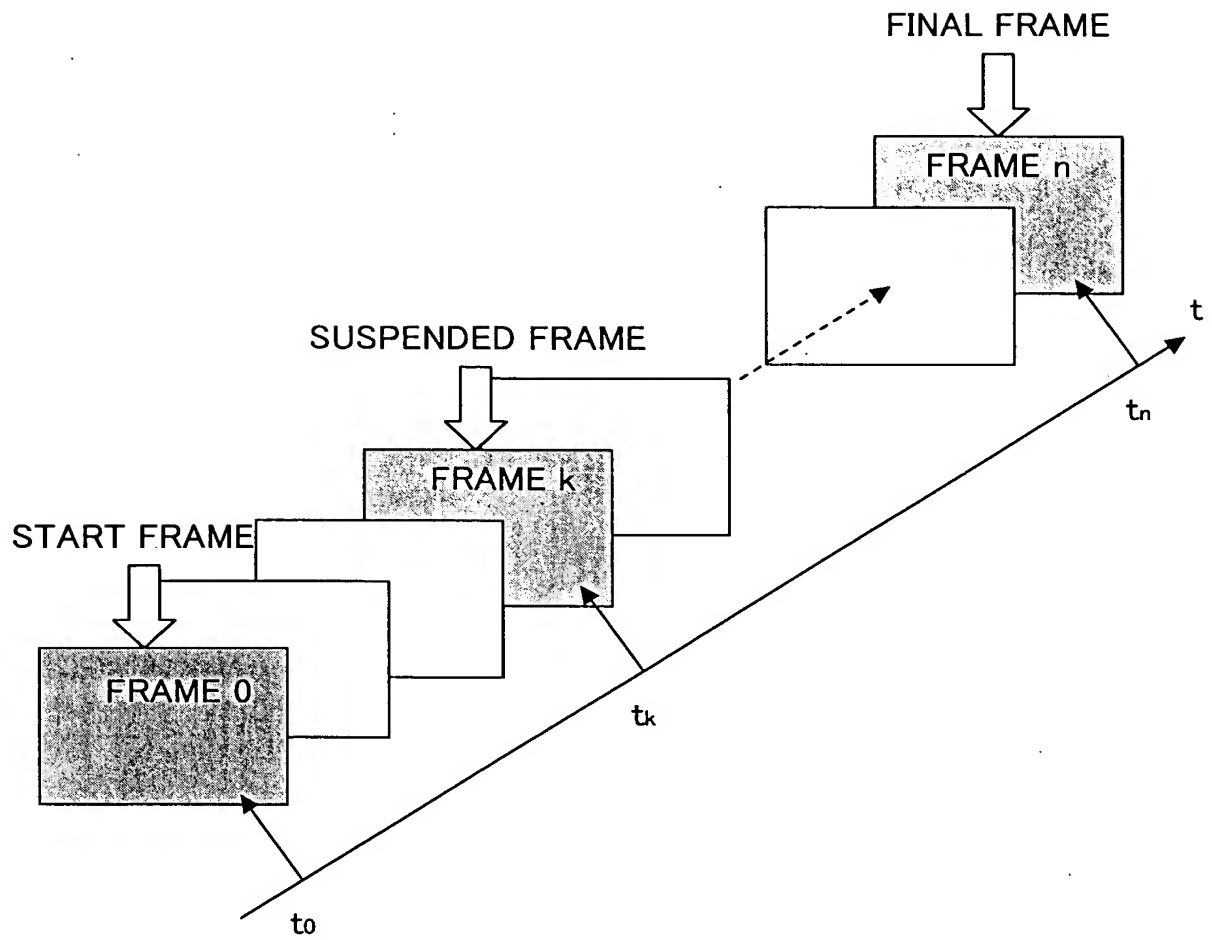 FINAL FRAME
FRAME n
t
SUSPENDED FRAME
tn
FRAME k
START FRAME
FRAME 0
tk
t0